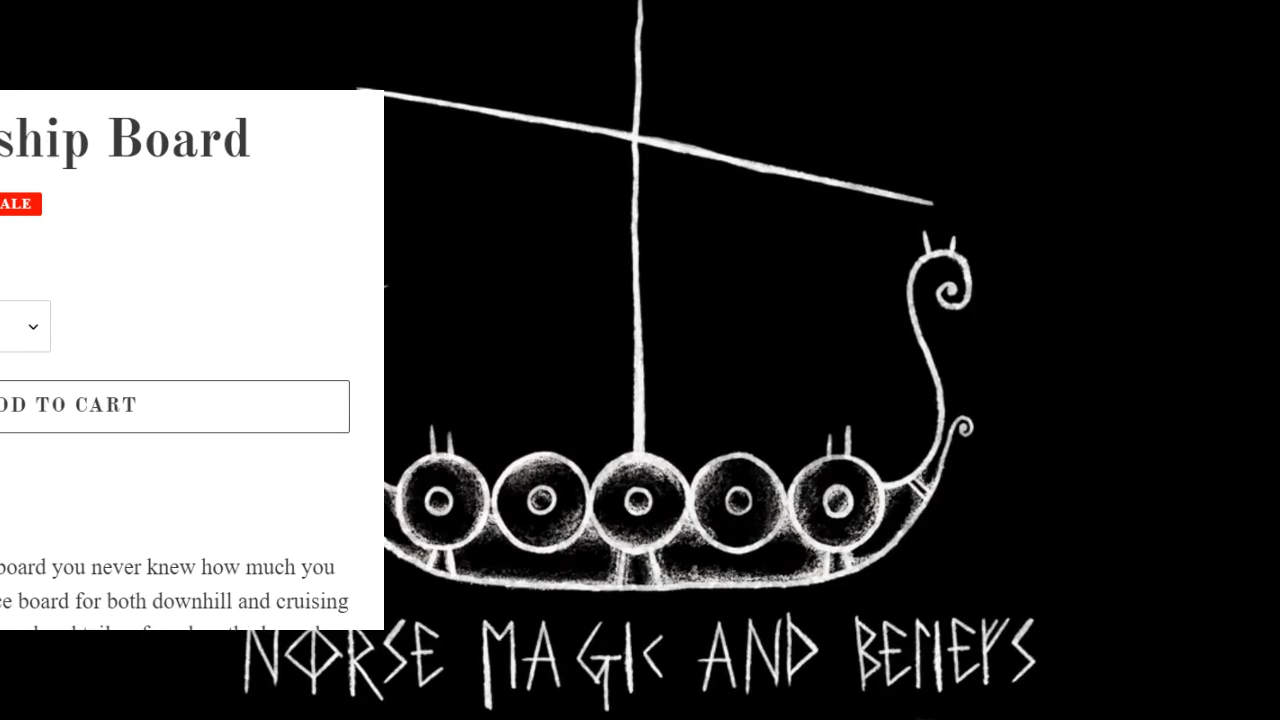 ship Board
ALE
DD TO CART
board you never knew how much you
ce board for both downhill and cruising
NORSE MAGIC AND BELIEFS